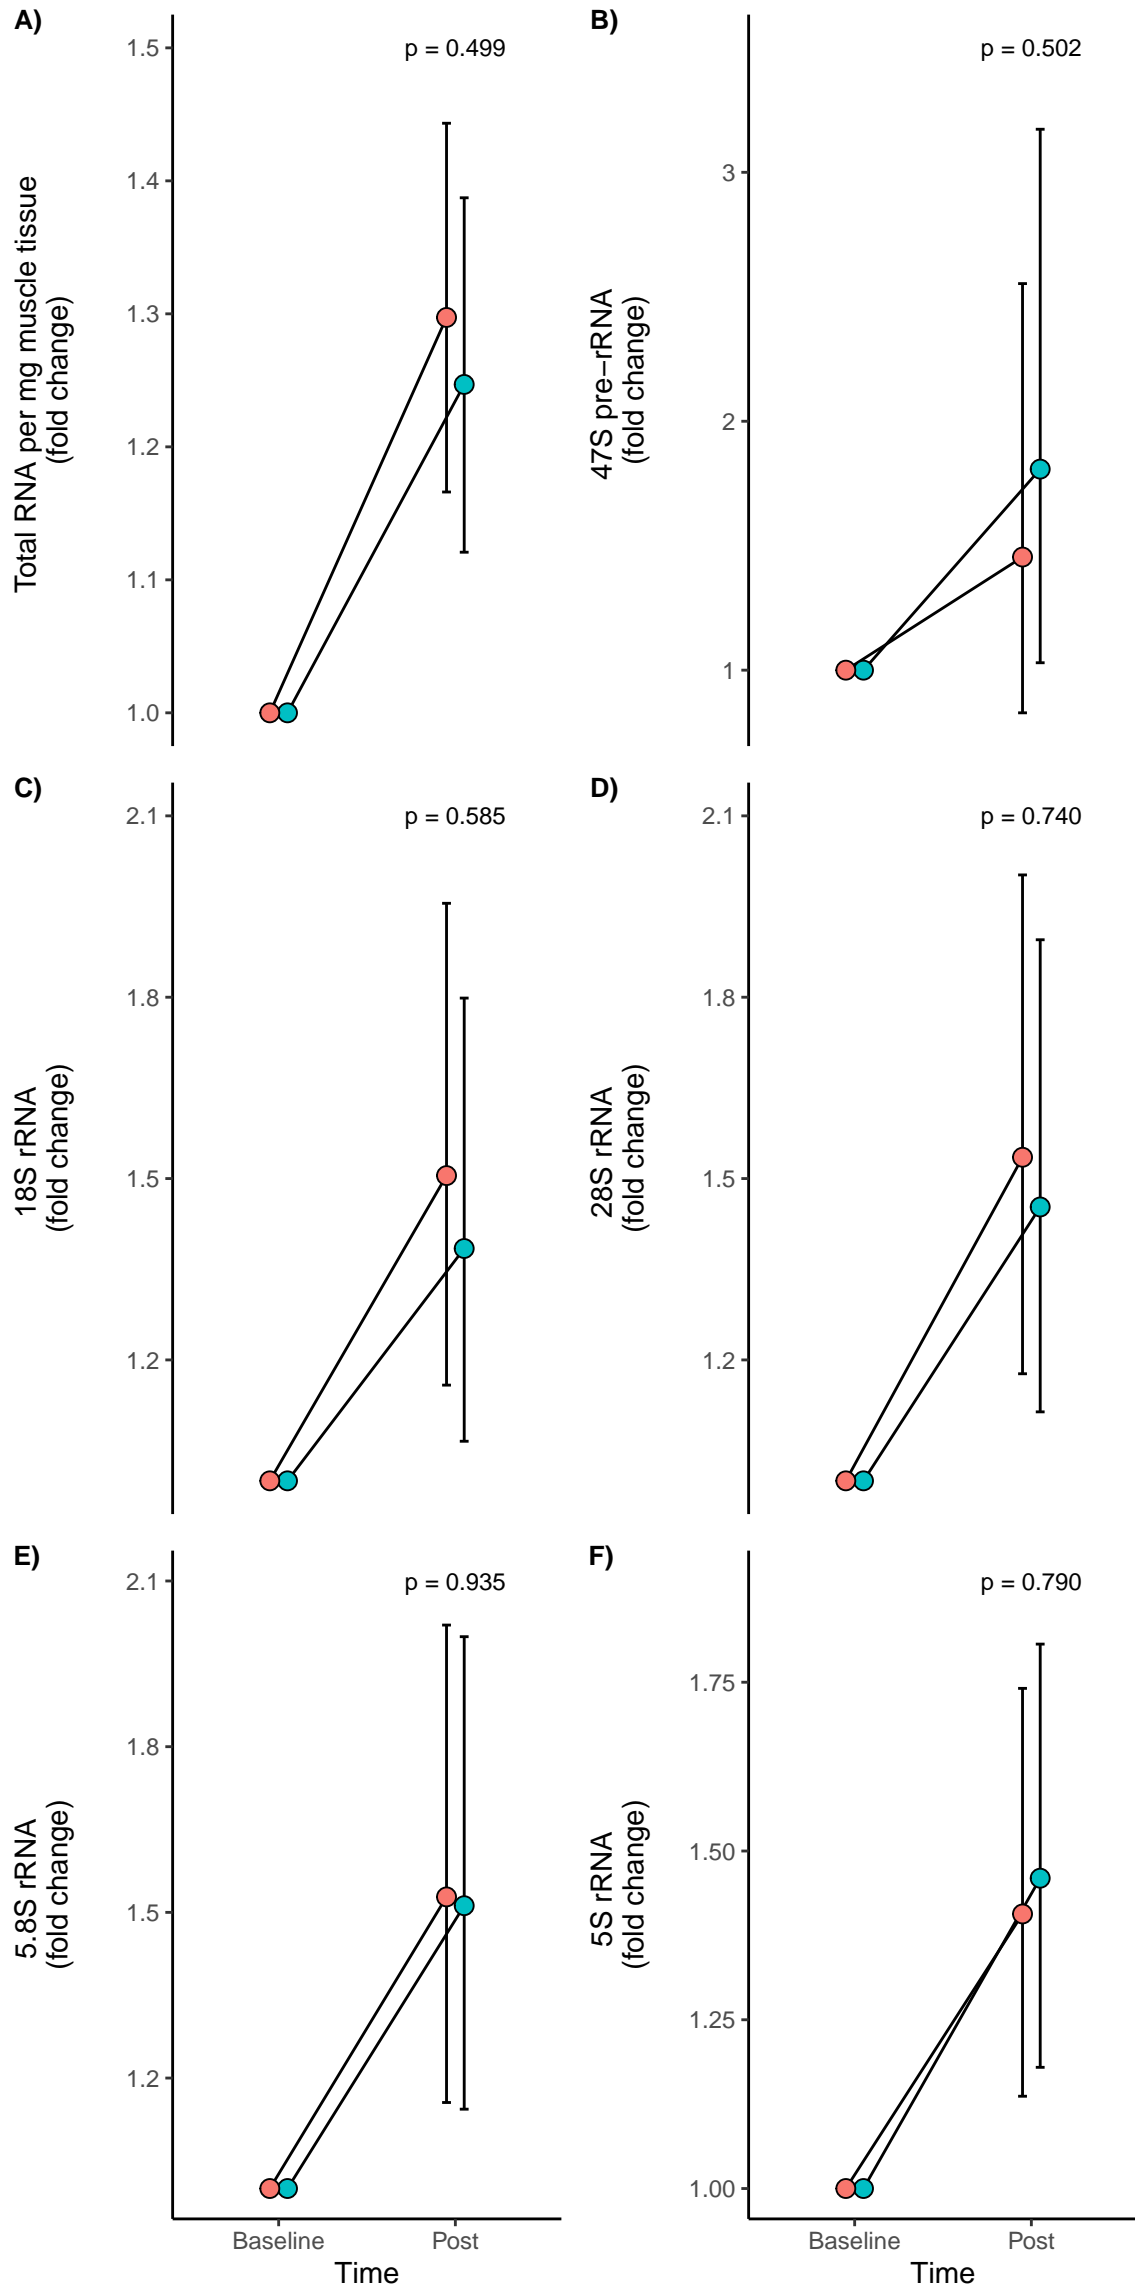 A)
Total RNA per mg muscle tissue
(fold change)
1.5
1.4
1.3
1.2
1.1
1.0
p = 0.499
B)
47S pre−rRNA
(fold change)
3
2
1
p = 0.502
C)
18S rRNA
(fold change)
2.1
1.8
1.5
1.2
p = 0.585
D)
28S rRNA
(fold change)
2.1
1.8
1.5
1.2
p = 0.740
E)
5.8S rRNA
(fold change)
2.1
1.8
1.5
1.2
p = 0.935
Baseline
Post
Time
F)
5S rRNA
(fold change)
1.75
1.50
1.25
1.00
p = 0.790
Baseline
Post
Time